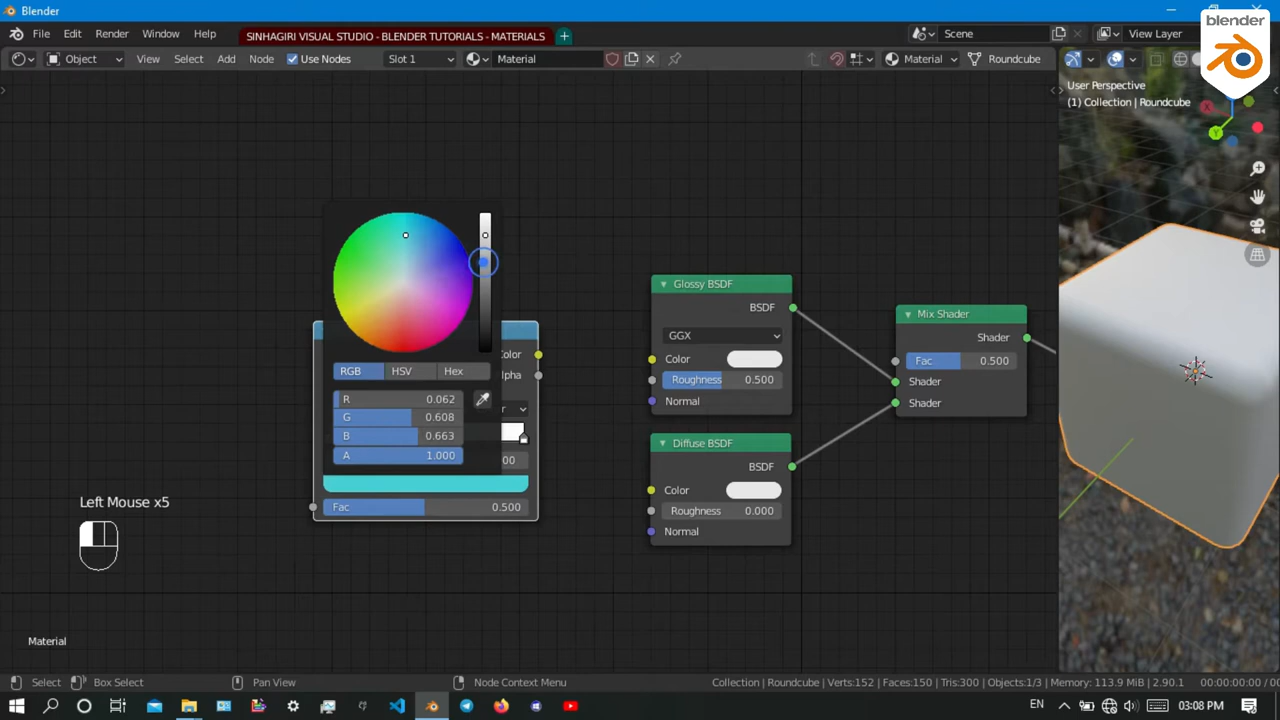 Blender
blender
File Edit Render Window Help SINHAGIRI VISUAL STUDIO - BLENDER TUTORIALS - MATERIALS Scene View Layer
Object View Select Add Node Use Nodes Slot 1 Material Material Roundcube
User Perspective
(1) Collection | Roundcube
X
Y
Glossy BSDF
BSDF
GGX
Color
Roughness 0.500
Normal
Mix Shader
Shader
Fac 0.500
Shader
Shader
Diffuse BSDF
BSDF
Color
Roughness 0.000
Normal
RGB HSV Hex
R 0.062
G 0.608
B 0.663
A 1.000
Color
Fac 0.500
Left Mouse x5
Material
Select Box Select Pan View Node Context Menu Collection | Roundcube | Verts:152 | Faces:150 | Tris:300 | Objects:1/3 | Memory: 113.9 MiB | 2.90.1 00:00:00:00
EN 03:08 PM